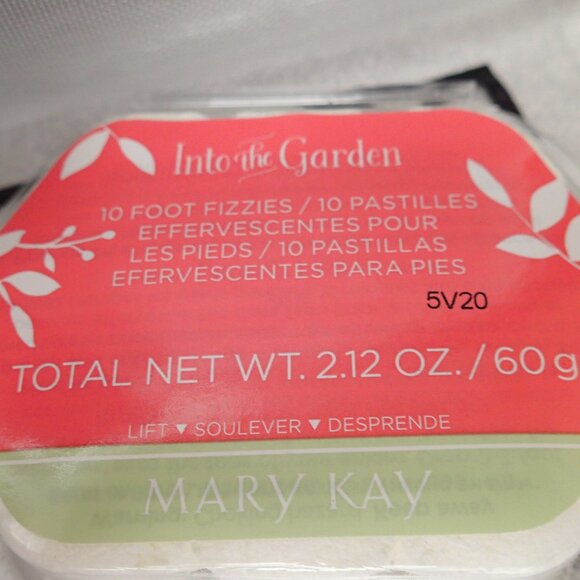 Into the Garden
10 FOOT FIZZIES / 10 PASTILLES
EFFERVESCENTES POUR
LES PIEDS / 10 PASTILLAS
EFERVESCENTES PARA PIES
5V20
TOTAL NET WT. 2.12 OZ. / 60 g
LIFT ▼ SOULEVER ▼ DESPRENDE
MARY KAY